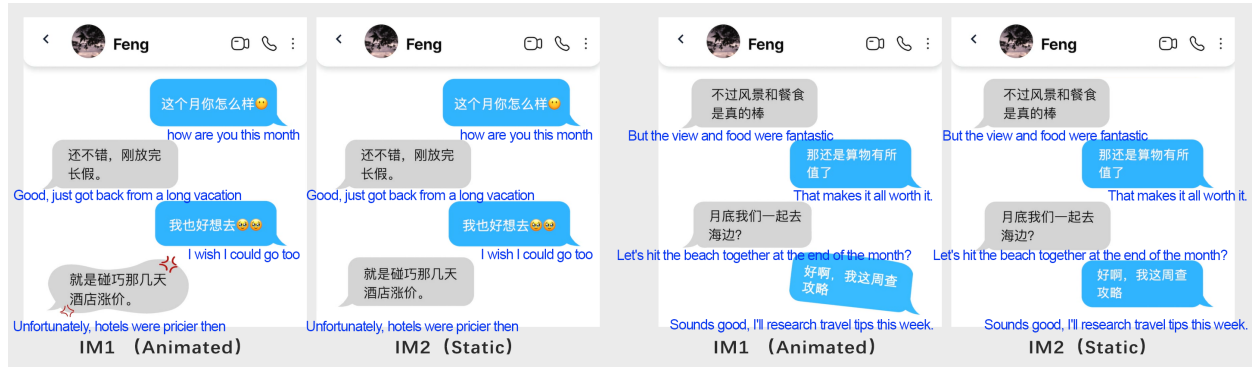 Feng
这个月你怎么样😶
how are you this month
还不错，刚放完
长假。
Good, just got back from a long vacation
我也好想去🥹🥹
I wish I could go too
就是碰巧那几天
酒店涨价。
Unfortunately, hotels were pricier then
IM1 (Animated)
Feng
这个月你怎么样😶
how are you this month
还不错，刚放完
长假。
Good, just got back from a long vacation
我也好想去🥹🥹
I wish I could go too
就是碰巧那几天
酒店涨价。
Unfortunately, hotels were pricier then
IM2 (Static)
Feng
不过风景和餐食
是真的棒
But the view and food were fantastic
那还是算物有所
值了
That makes it all worth it.
月底我们一起去
海边?
Let's hit the beach together at the end of the month?
好啊，我这周查
攻略
Sounds good, I'll research travel tips this week.
IM1 (Animated)
Feng
不过风景和餐食
是真的棒
But the view and food were fantastic
那还是算物有所
值了
That makes it all worth it.
月底我们一起去
海边?
Let's hit the beach together at the end of the month?
好啊，我这周查
攻略
Sounds good, I'll research travel tips this week.
IM2 (Static)